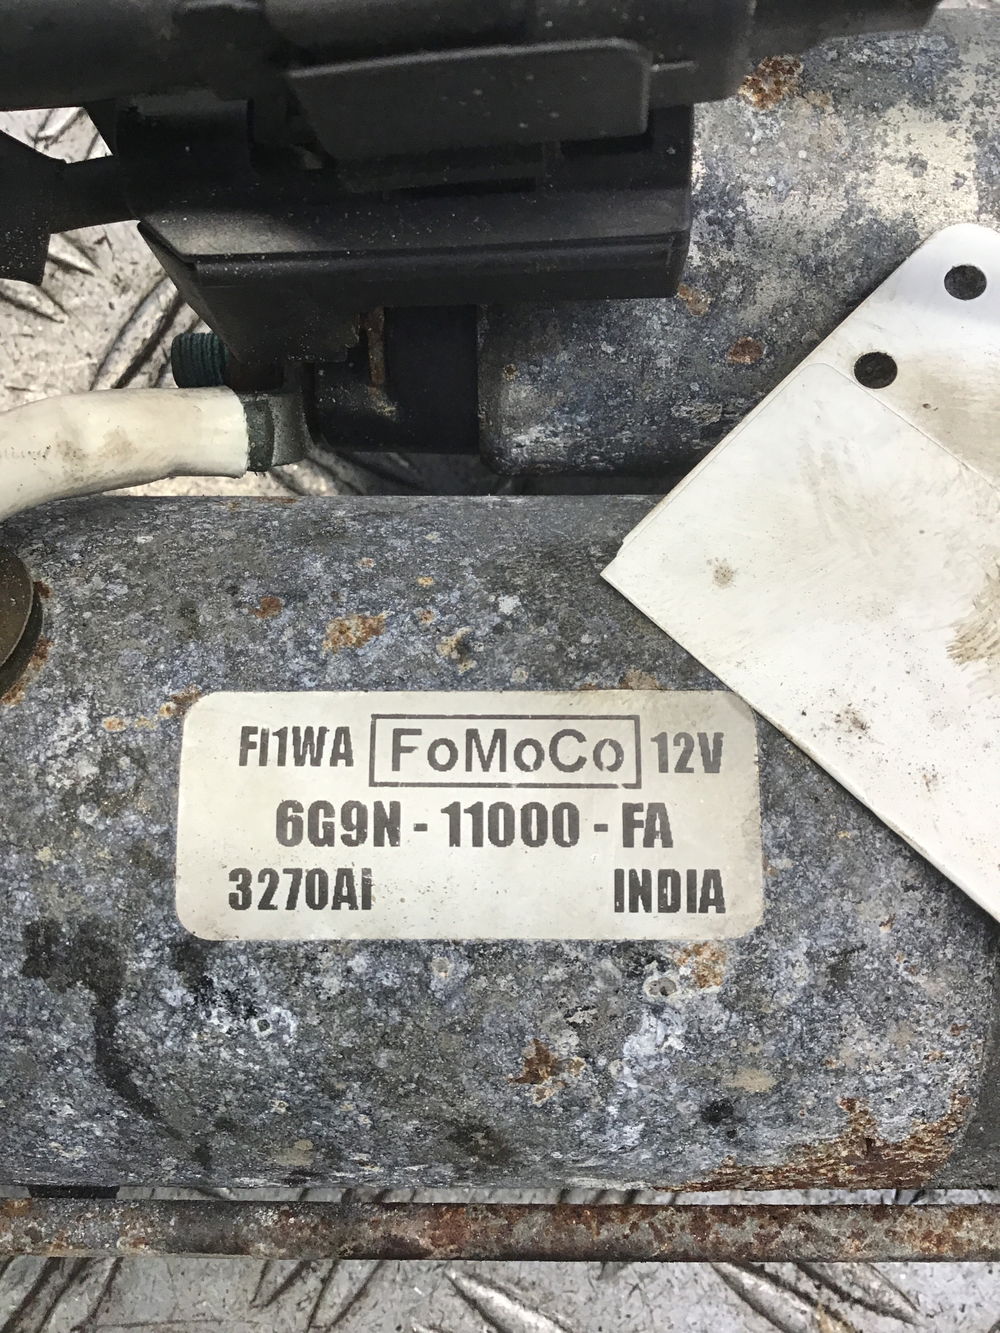 FI1WA FoMoCo 12V
6G9N - 11000 - FA
3270Ai INDIA